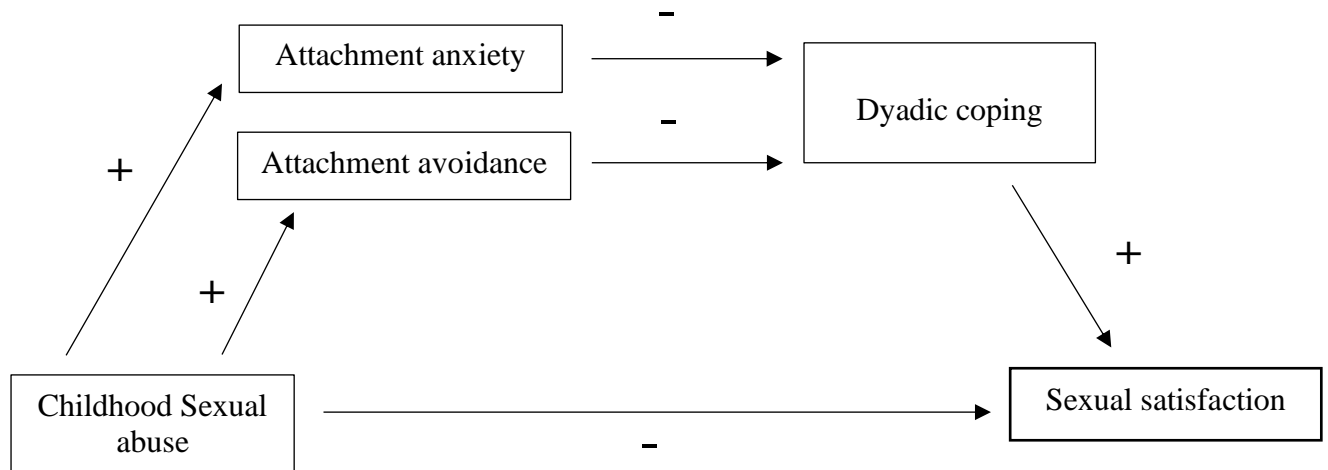 -
Attachment anxiety
Dyadic coping
-
Attachment avoidance
+
+
+
Childhood Sexual
abuse
Sexual satisfaction
-